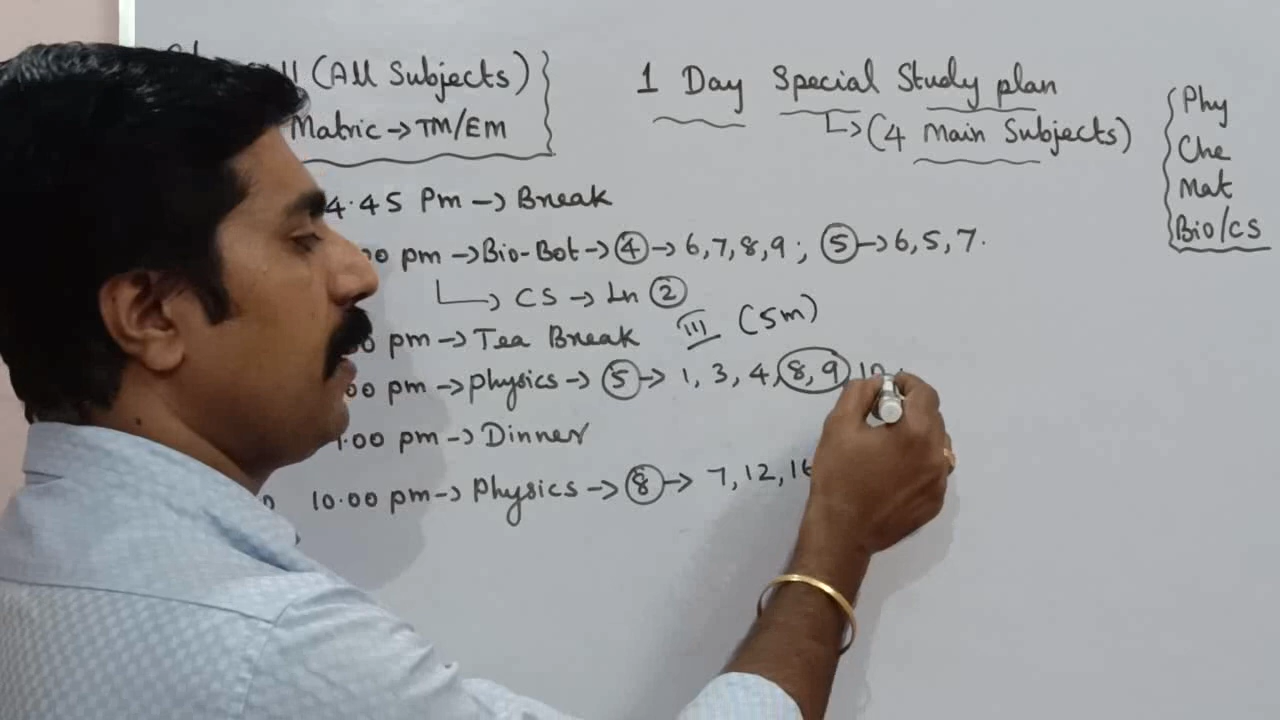 (All Subjects)
Matric → TM/EM
1 Day Special Study plan
↳ (4 Main Subjects)
Phy
Che
Mat
Bio/CS
4.45 Pm → Break
pm → Bio-Bot → ④ → 6, 7, 8, 9 ; ⑤ → 6, 5, 7.
CS → Ln ②
pm → Tea Break
III (5m)
pm → Physics → ⑤ → 1, 3, 4, 8, 9, 10
.00 pm → Dinner
10.00 pm → Physics → ⑧ → 7, 12,